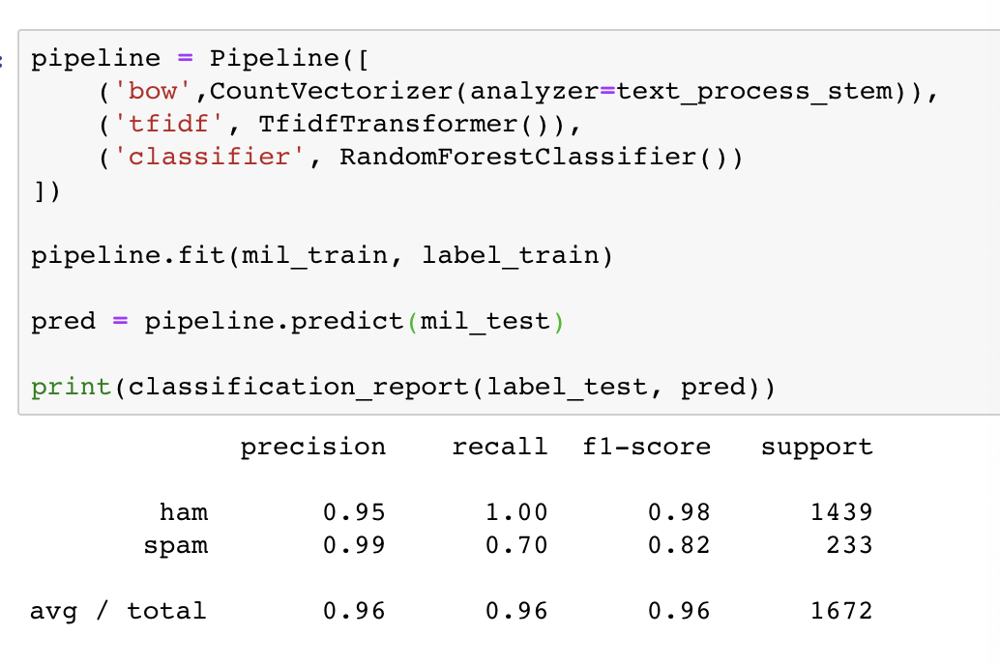 pipeline = Pipeline([
    ('bow',CountVectorizer(analyzer=text_process_stem)),
    ('tfidf', TfidfTransformer()),
    ('classifier', RandomForestClassifier())
])
pipeline.fit(mil_train, label_train)
pred = pipeline.predict(mil_test)
print(classification_report(label_test, pred))
precision recall f1-score support
ham 0.95 1.00 0.98 1439
spam 0.99 0.70 0.82 233
avg / total 0.96 0.96 0.96 1672